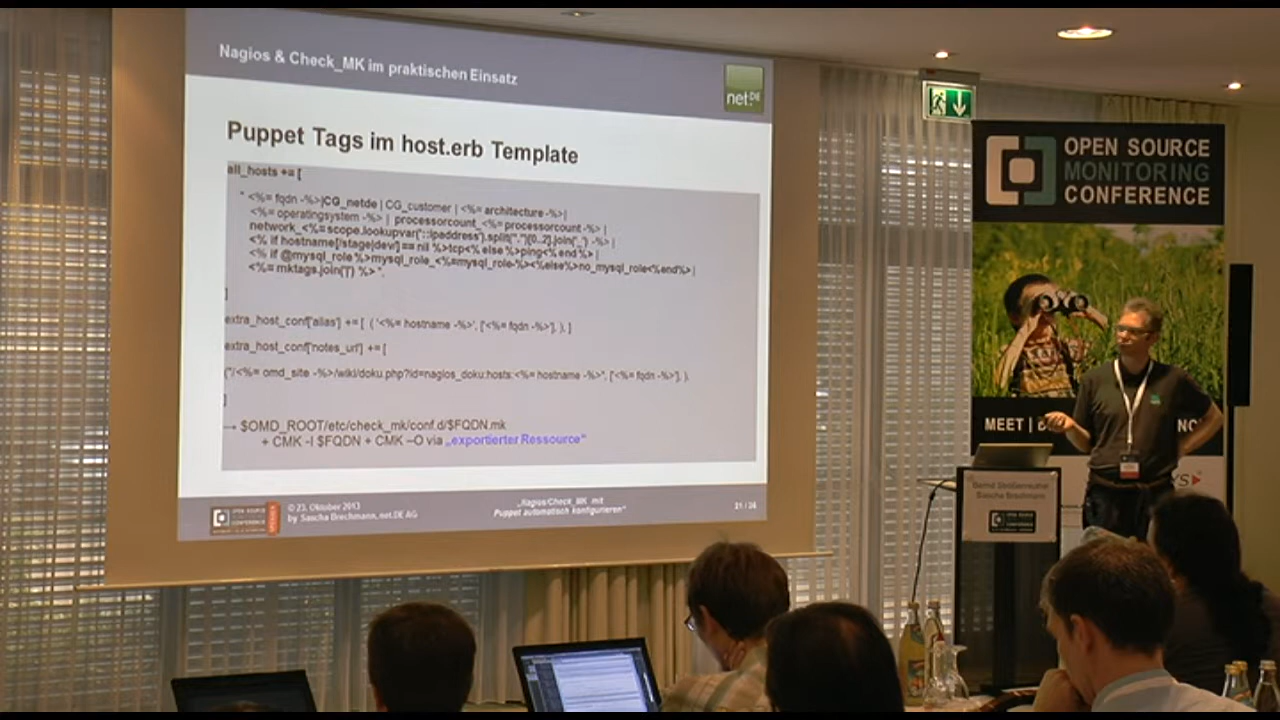 Nagios & Check_MK im praktischen Einsatz
net.DE
Puppet Tags im host.erb Template
all_hosts += [
" <%= fqdn -%>|CG_netde | CG_customer | <%= architecture -%>|
<%= operatingsystem -%> | processorcount_<%= processorcount -%> |
network_<%= scope.lookupvar('::ipaddress').split(".")[0..2].join('_') -%> |
<% if hostname[/stage|dev/] == nil %>tcp<% else %>ping<% end %> |
<% if @mysql_role %>mysql_role_<%=mysql_role-%><%else%>no_mysql_role<%end%> |
<%= mktags.join('|') %> ",
]
extra_host_conf['alias'] += [ ( '<%= hostname -%>', ['<%= fqdn -%>'], ), ]
extra_host_conf['notes_url'] += [
("/<%= omd_site -%>/wiki/doku.php?id=nagios_doku:hosts:<%= hostname -%>", ['<%= fqdn -%>'], ),
]
→ $OMD_ROOT/etc/check_mk/conf.d/$FQDN.mk
+ CMK -I $FQDN + CMK –O via „exportierter Ressource"
OPEN SOURCE
CONFERENCE
© 23. Oktober 2013
by Sascha Brechmann, net.DE AG
„Nagios/Check_MK mit
Puppet automatisch konfigurieren"
21 / 26
OPEN SOURCE
MONITORING
CONFERENCE
MEET |
Sascha Brechmann